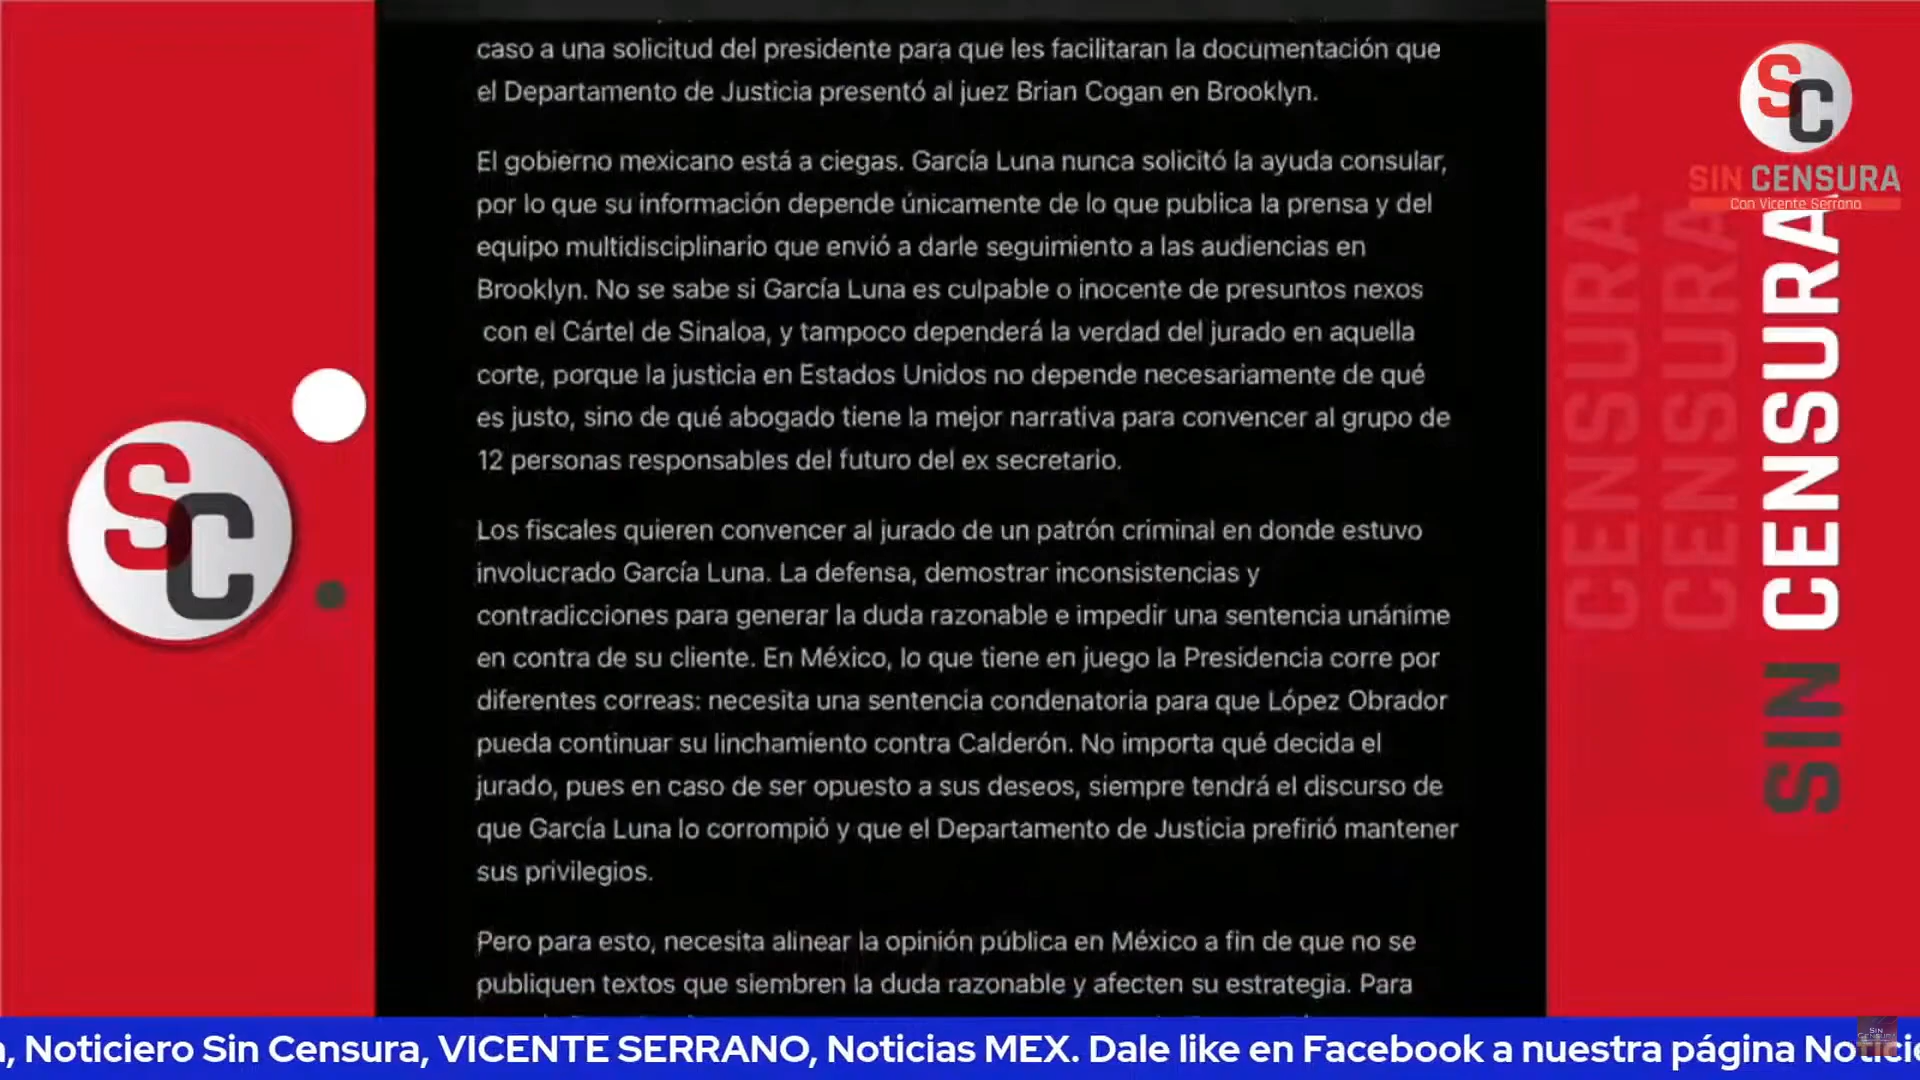 caso a una solicitud del presidente para que les facilitaran la documentación que
el Departamento de Justicia presentó al juez Brian Cogan en Brooklyn.
El gobierno mexicano está a ciegas. García Luna nunca solicitó la ayuda consular,
por lo que su información depende únicamente de lo que publica la prensa y del
equipo multidisciplinario que envió a darle seguimiento a las audiencias en
Brooklyn. No se sabe si García Luna es culpable o inocente de presuntos nexos
con el Cártel de Sinaloa, y tampoco dependerá la verdad del jurado en aquella
corte, porque la justicia en Estados Unidos no depende necesariamente de qué
es justo, sino de qué abogado tiene la mejor narrativa para convencer al grupo de
12 personas responsables del futuro del ex secretario.
Los fiscales quieren convencer al jurado de un patrón criminal en donde estuvo
involucrado García Luna. La defensa, demostrar inconsistencias y
contradicciones para generar la duda razonable e impedir una sentencia unánime
en contra de su cliente. En México, lo que tiene en juego la Presidencia corre por
diferentes correas: necesita una sentencia condenatoria para que López Obrador
pueda continuar su linchamiento contra Calderón. No importa qué decida el
jurado, pues en caso de ser opuesto a sus deseos, siempre tendrá el discurso de
que García Luna lo corrompió y que el Departamento de Justicia prefirió mantener
sus privilegios.
Pero para esto, necesita alinear la opinión pública en México a fin de que no se
publiquen textos que siembren la duda razonable y afecten su estrategia. Para
SC
SC
SIN CENSURA
Con Vicente Serrano
CENSURA
CENSURA
SIN CENSURA
, Noticiero Sin Censura, VICENTE SERRANO, Noticias MEX. Dale like en Facebook a nuestra página
SIN CENSURA